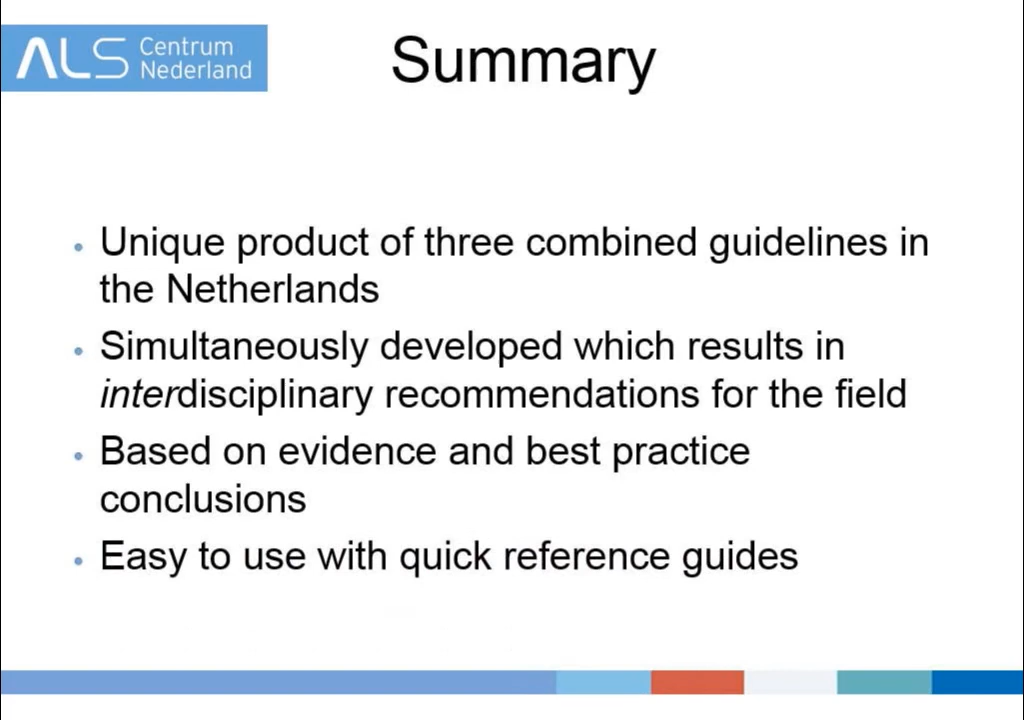 ALS Centrum
Nederland
Summary
• Unique product of three combined guidelines in
the Netherlands
• Simultaneously developed which results in
interdisciplinary recommendations for the field
• Based on evidence and best practice
conclusions
• Easy to use with quick reference guides